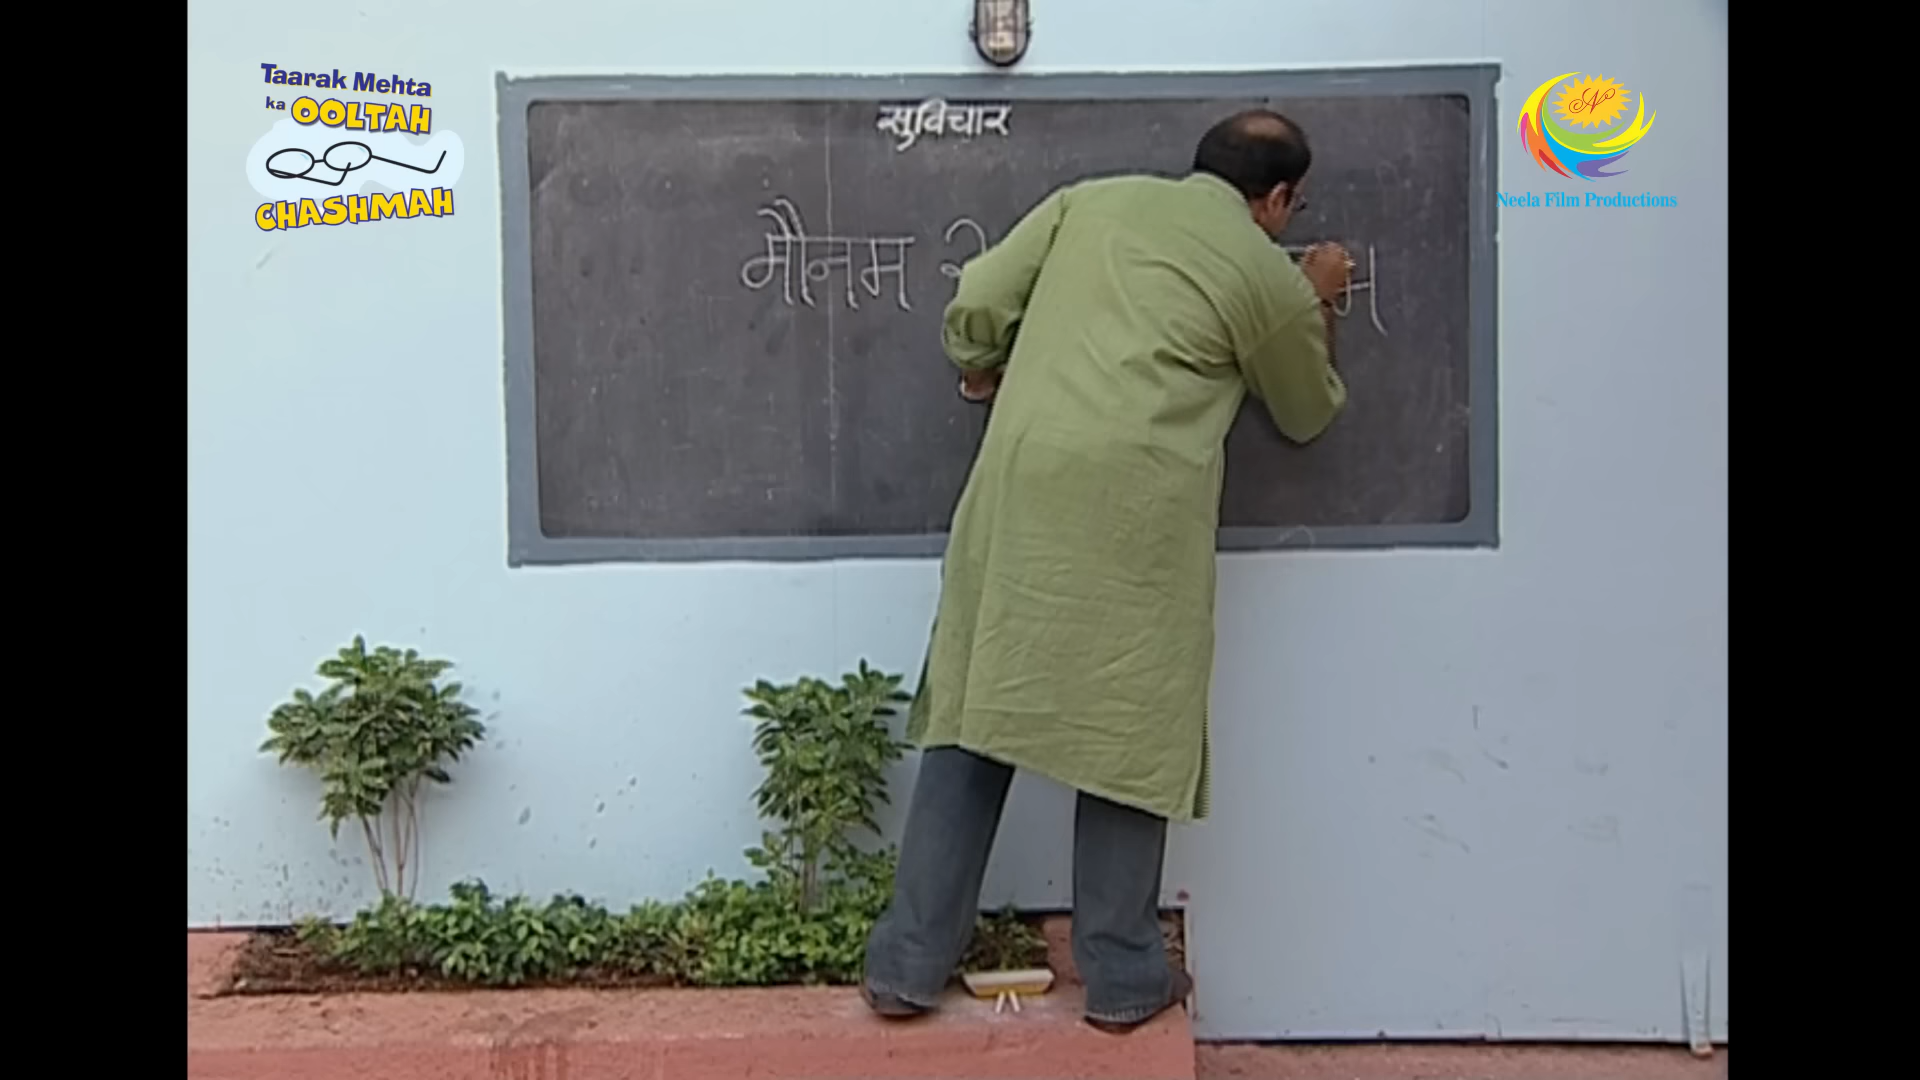 Taarak Mehta
ka OOLTAH
CHASHMAH
Neela Film Productions
सुविचार
मौनम